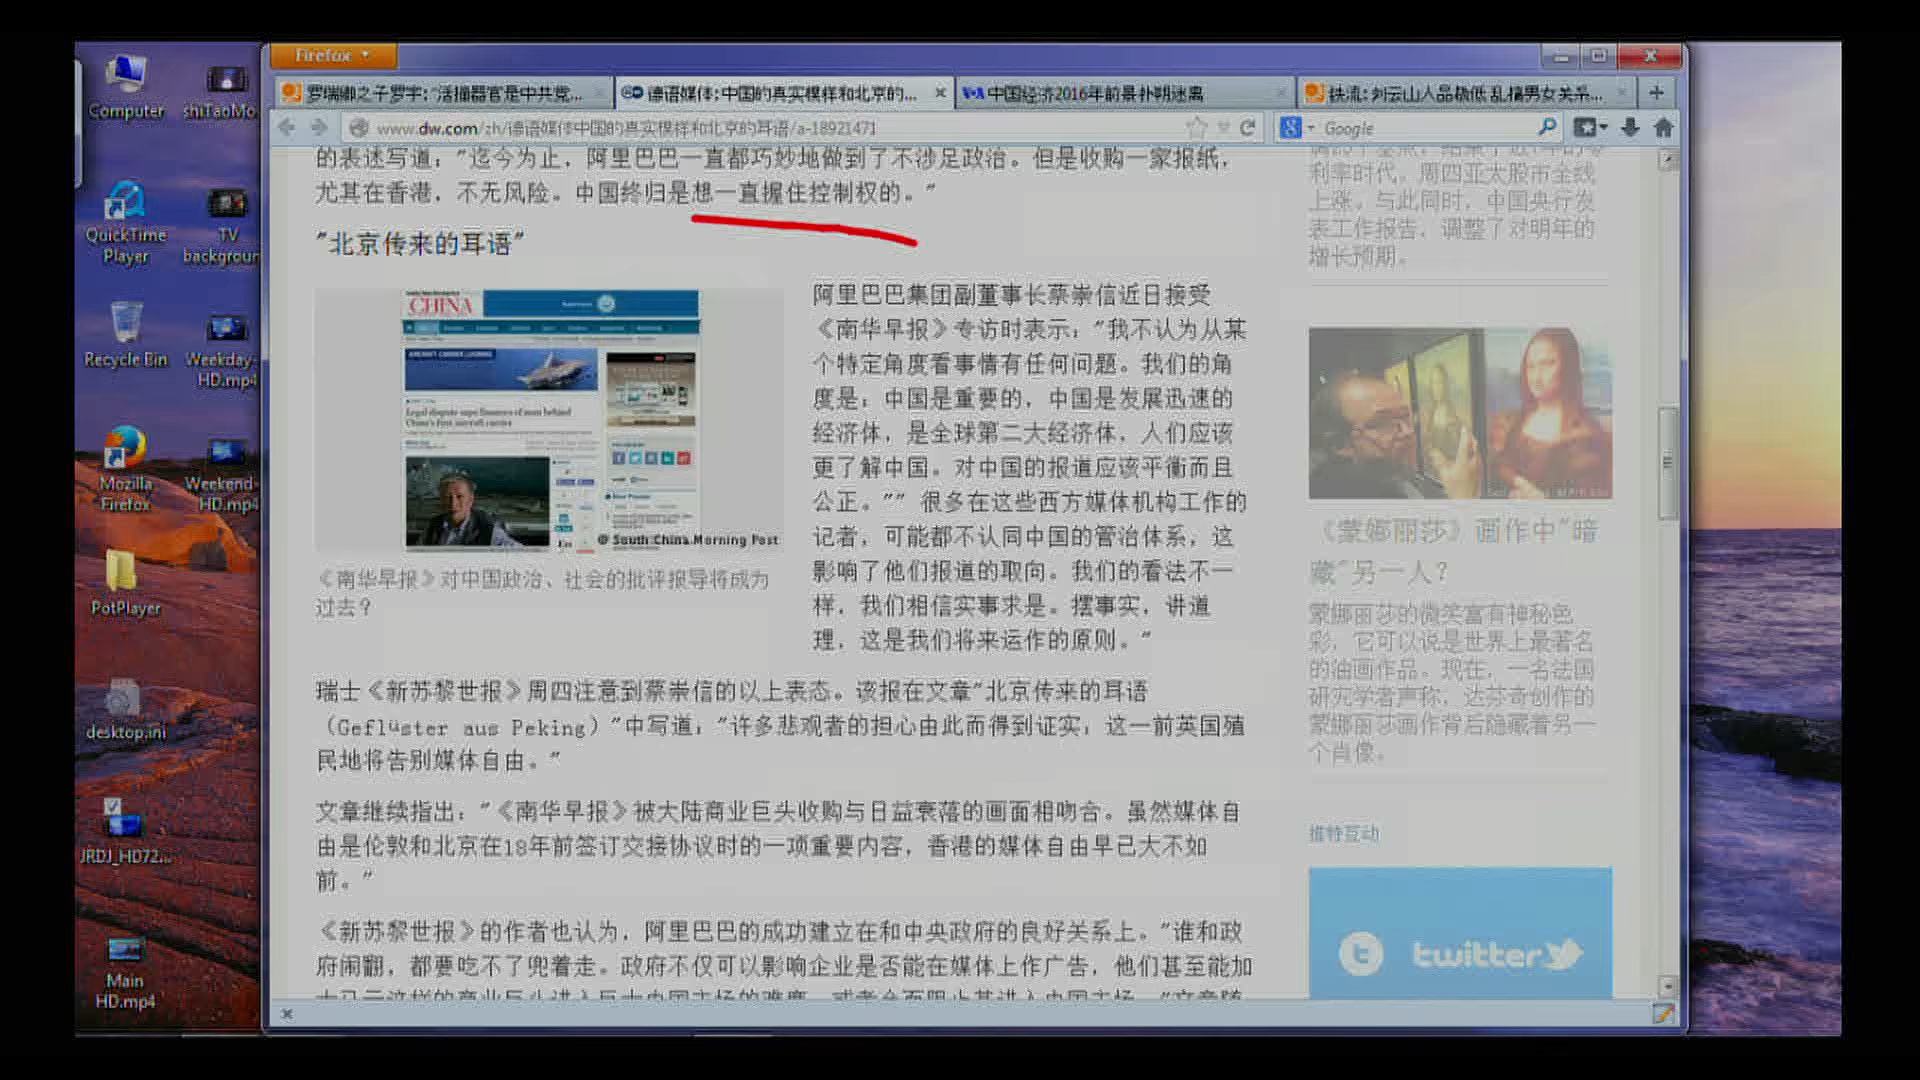 Firefox
罗瑞卿之子罗宇："活摘器官是中共党...
德语媒体：中国的真实模样和北京的...
VOA 中国经济2016年前景扑朔迷离
铁流：刘云山人品极低 乱搞男女关系...
www.dw.com/zh/德语媒体中国的真实模样和北京的耳语/a-18921471
Google
Computer
shiTaoMo
QuickTime
Player
TV
backgroun
Recycle Bin
Weekday-
HD.mp4
Mozilla
Firefox
Weekend-
HD.mp4
PotPlayer
desktop.ini
JRDJ_HD72...
Main
HD.mp4
的表述写道："迄今为止，阿里巴巴一直都巧妙地做到了不涉足政治。但是收购一家报纸，
尤其在香港，不无风险。中国终归是想一直握住控制权的。"
"北京传来的耳语"
CHINA
AIRCRAFT CARRIER LIAONING
Legal dispute saps finances of man behind
China's first aircraft carrier
© South China Morning Post
《南华早报》对中国政治、社会的批评报导将成为
过去？
阿里巴巴集团副董事长蔡崇信近日接受
《南华早报》专访时表示："我不认为从某
个特定角度看事情有任何问题。我们的角
度是：中国是重要的，中国是发展迅速的
经济体，是全球第二大经济体，人们应该
更了解中国。对中国的报道应该平衡而且
公正。"" 很多在这些西方媒体机构工作的
记者，可能都不认同中国的管治体系，这
影响了他们报道的取向。我们的看法不一
样，我们相信实事求是。摆事实，讲道
理，这是我们将来运作的原则。"
瑞士《新苏黎世报》周四注意到蔡崇信的以上表态。该报在文章"北京传来的耳语
（Geflüster aus Peking）"中写道："许多悲观者的担心由此而得到证实：这一前英国殖
民地将告别媒体自由。"
文章继续指出："《南华早报》被大陆商业巨头收购与日益衰落的画面相吻合。虽然媒体自
由是伦敦和北京在18年前签订交接协议时的一项重要内容，香港的媒体自由早已大不如
前。"
《新苏黎世报》的作者也认为，阿里巴巴的成功建立在和中央政府的良好关系上。"谁和政
府闹翻，都要吃不了兜着走。政府不仅可以影响企业是否能在媒体上作广告，他们甚至能加
利率时代。周四亚太股市全线
上涨。与此同时，中国央行发
表工作报告，调整了对明年的
增长预期。
《蒙娜丽莎》画作中"暗
藏"另一人？
蒙娜丽莎的微笑富有神秘色
彩，它可以说是世界上最著名
的油画作品。现在，一名法国
研究学者声称，达芬奇创作的
蒙娜丽莎画作背后隐藏着另一
个肖像。
推特互动
twitter